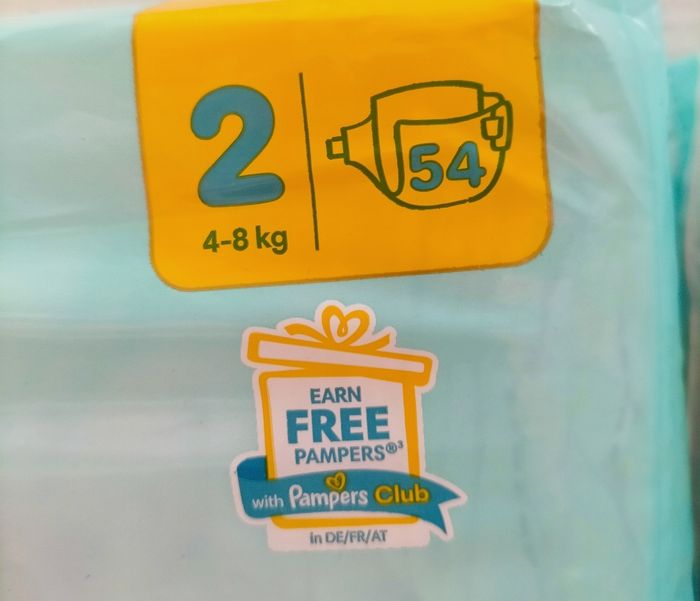 2
4-8 kg
54
EARN
FREE
PAMPERS®³
with Pampers Club
in DE/FR/AT